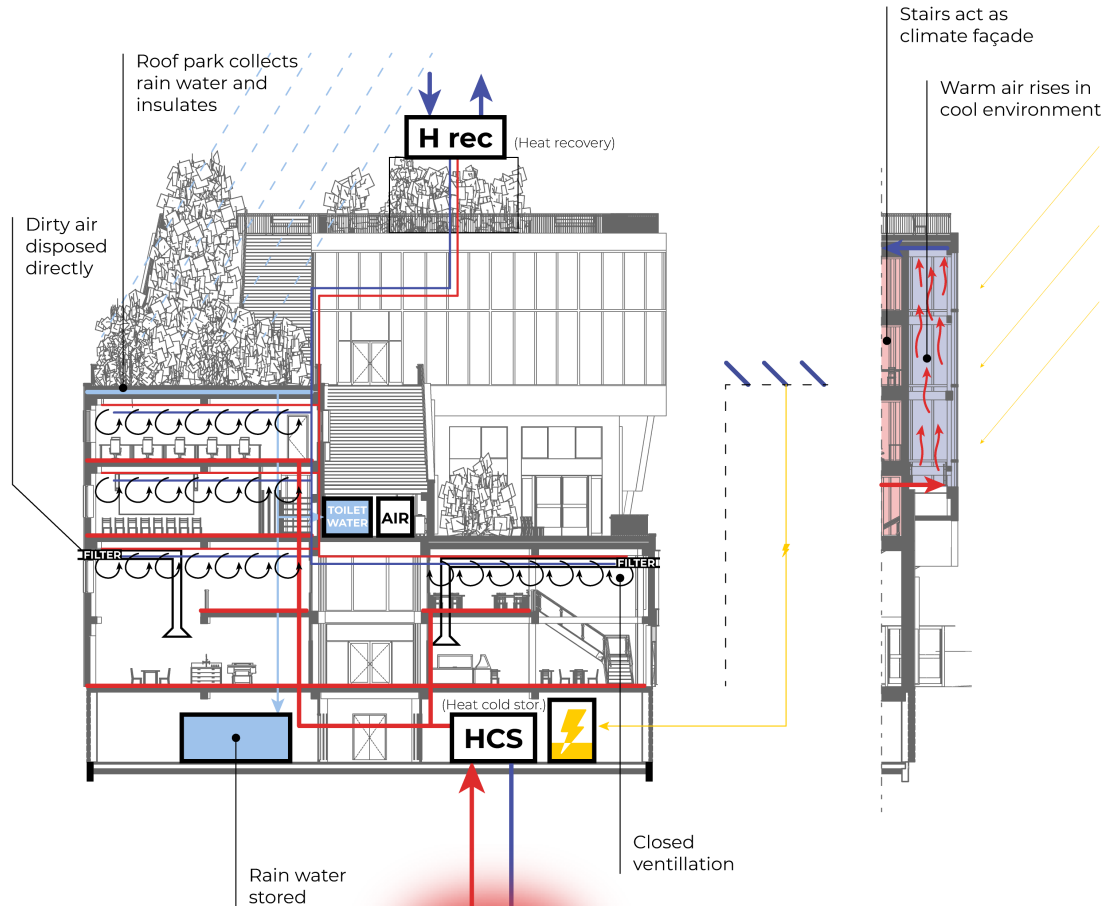 Stairs act as
climate façade
Roof park collects
rain water and
insulates
Warm air rises in
cool environment
H rec
(Heat recovery)
Dirty air
disposed
directly
TOILET
WATER
AIR
FILTER
FILTER
(Heat cold stor.)
HCS
Closed
ventillation
Rain water
stored